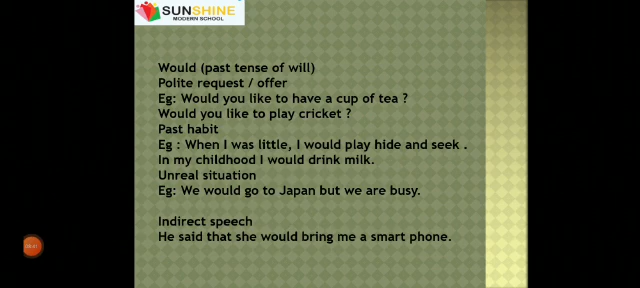 SUNSHINE
MODERN SCHOOL
Would (past tense of will)
Polite request / offer
Eg: Would you like to have a cup of tea ?
Would you like to play cricket ?
Past habit
Eg : When I was little, I would play hide and seek .
In my childhood I would drink milk.
Unreal situation
Eg: We would go to Japan but we are busy.
Indirect speech
He said that she would bring me a smart phone.